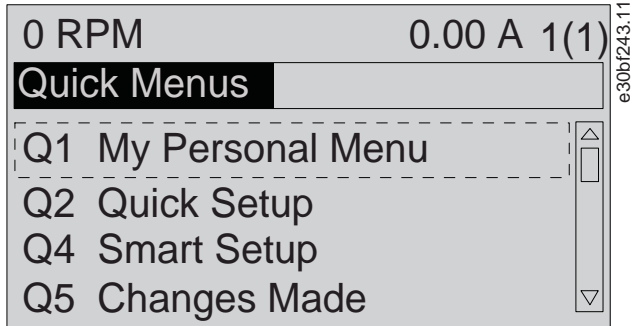 0 RPM 0.00 A 1(1)
Quick Menus
Q1 My Personal Menu
Q2 Quick Setup
Q4 Smart Setup
Q5 Changes Made
e30bf243.11